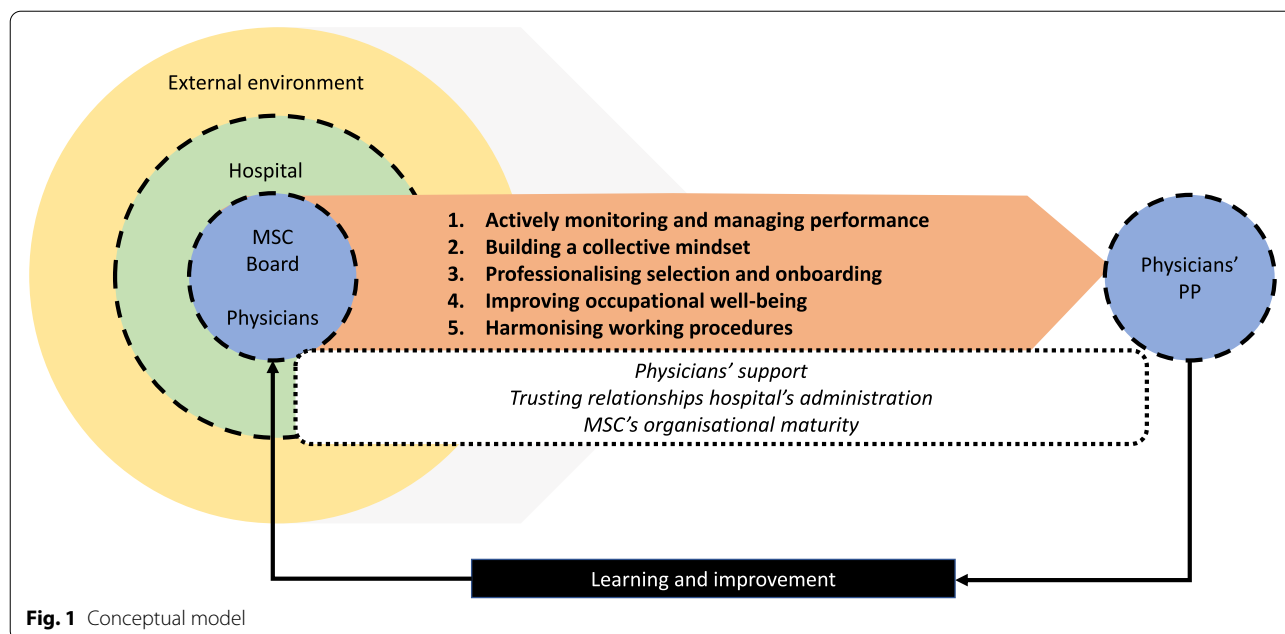 External environment
Hospital
MSC
Board
Physicians
1. Actively monitoring and managing performance
2. Building a collective mindset
3. Professionalising selection and onboarding
4. Improving occupational well-being
5. Harmonising working procedures
Physicians’
PP
Physicians’ support
Trusting relationships hospital’s administration
MSC’s organisational maturity
Learning and improvement
Fig. 1 Conceptual model